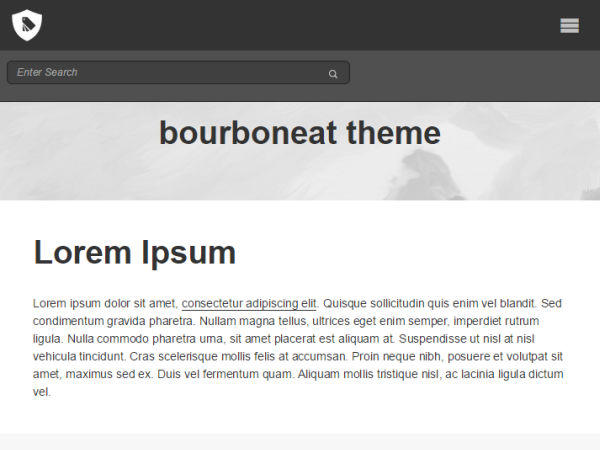 Enter Search
bourboneat theme
Lorem Ipsum
Lorem ipsum dolor sit amet, consectetur adipiscing elit. Quisque sollicitudin quis enim vel blandit. Sed
condimentum gravida pharetra. Nullam magna tellus, ultrices eget enim semper, imperdiet rutrum
ligula. Nulla commodo pharetra urna, sit amet placerat est aliquam at. Suspendisse ut nisl at nisl
vehicula tincidunt. Cras scelerisque mollis felis at accumsan. Proin neque nibh, posuere et volutpat sit
amet, maximus sed ex. Duis vel fermentum quam. Aliquam mollis tristique nisl, ac lacinia ligula dictum
vel.